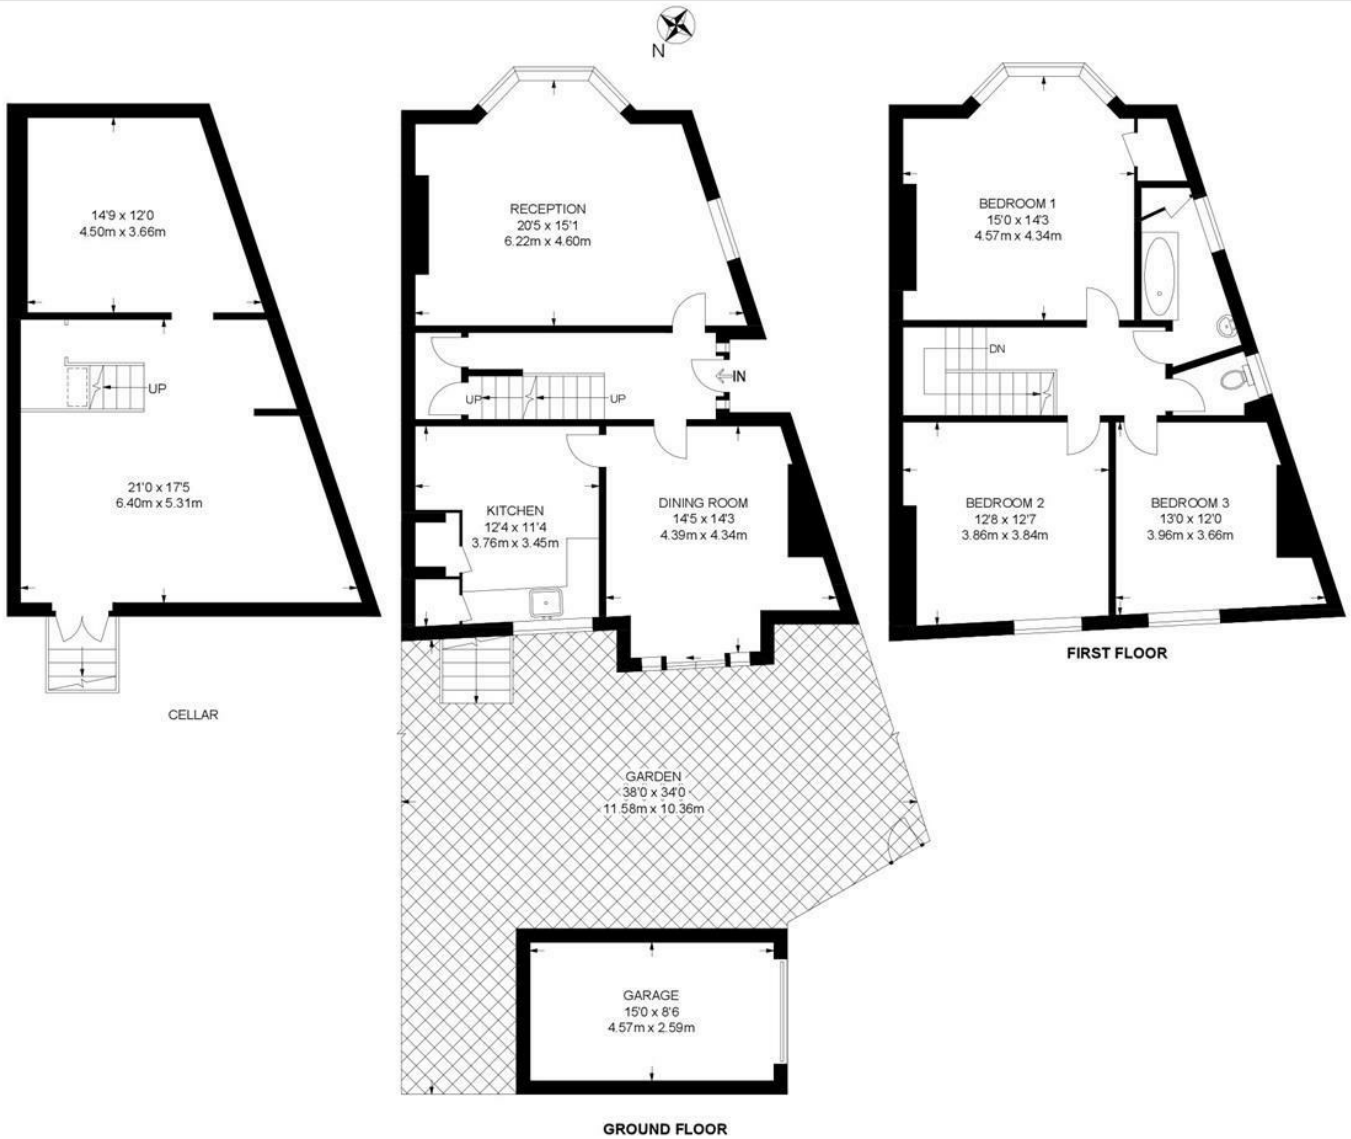 N
14'9 x 12'0
4.50m x 3.66m
UP
21'0 x 17'5
6.40m x 5.31m
CELLAR
RECEPTION
20'5 x 15'1
6.22m x 4.60m
IN
UP
UP
KITCHEN
12'4 x 11'4
3.76m x 3.45m
DINING ROOM
14'5 x 14'3
4.39m x 4.34m
GARDEN
38'0 x 34'0
11.58m x 10.36m
GARAGE
15'0 x 8'6
4.57m x 2.59m
GROUND FLOOR
BEDROOM 1
15'0 x 14'3
4.57m x 4.34m
DN
BEDROOM 2
12'8 x 12'7
3.86m x 3.84m
BEDROOM 3
13'0 x 12'0
3.96m x 3.66m
FIRST FLOOR